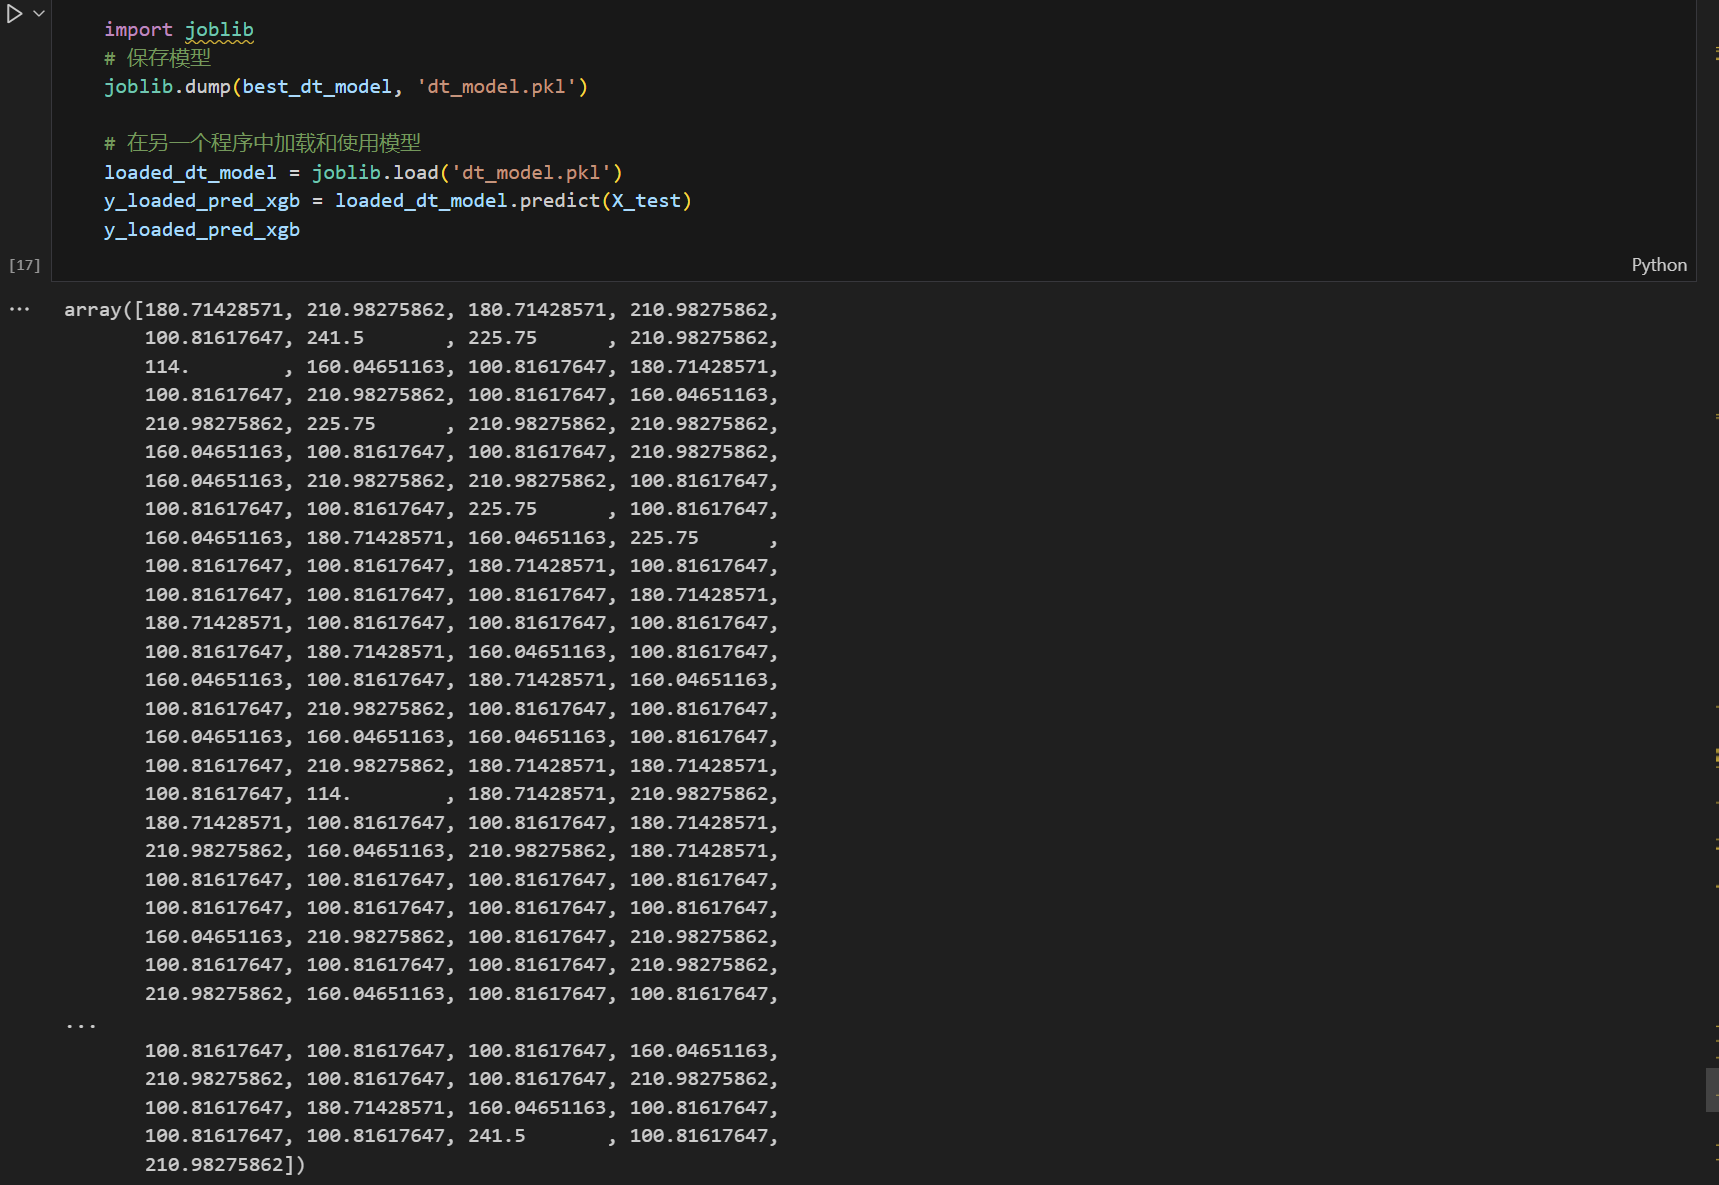 import joblib
# 保存模型
joblib.dump(best_dt_model, 'dt_model.pkl')
# 在另一个程序中加载和使用模型
loaded_dt_model = joblib.load('dt_model.pkl')
y_loaded_pred_xgb = loaded_dt_model.predict(X_test)
y_loaded_pred_xgb
[17]
Python
... array([180.71428571, 210.98275862, 180.71428571, 210.98275862,
100.81617647, 241.5       , 225.75      , 210.98275862,
114.        , 160.04651163, 100.81617647, 180.71428571,
100.81617647, 210.98275862, 100.81617647, 160.04651163,
210.98275862, 225.75      , 210.98275862, 210.98275862,
160.04651163, 100.81617647, 100.81617647, 210.98275862,
160.04651163, 210.98275862, 210.98275862, 100.81617647,
100.81617647, 100.81617647, 225.75      , 100.81617647,
160.04651163, 180.71428571, 160.04651163, 225.75      ,
100.81617647, 100.81617647, 180.71428571, 100.81617647,
100.81617647, 100.81617647, 100.81617647, 180.71428571,
180.71428571, 100.81617647, 100.81617647, 100.81617647,
100.81617647, 180.71428571, 160.04651163, 100.81617647,
160.04651163, 100.81617647, 180.71428571, 160.04651163,
100.81617647, 210.98275862, 100.81617647, 100.81617647,
160.04651163, 160.04651163, 160.04651163, 100.81617647,
100.81617647, 210.98275862, 180.71428571, 180.71428571,
100.81617647, 114.        , 180.71428571, 210.98275862,
180.71428571, 100.81617647, 100.81617647, 180.71428571,
210.98275862, 160.04651163, 210.98275862, 180.71428571,
100.81617647, 100.81617647, 100.81617647, 100.81617647,
100.81617647, 100.81617647, 100.81617647, 100.81617647,
160.04651163, 210.98275862, 100.81617647, 210.98275862,
100.81617647, 100.81617647, 100.81617647, 210.98275862,
210.98275862, 160.04651163, 100.81617647, 100.81617647,
...
100.81617647, 100.81617647, 100.81617647, 160.04651163,
210.98275862, 100.81617647, 100.81617647, 210.98275862,
100.81617647, 180.71428571, 160.04651163, 100.81617647,
100.81617647, 100.81617647, 241.5       , 100.81617647,
210.98275862])